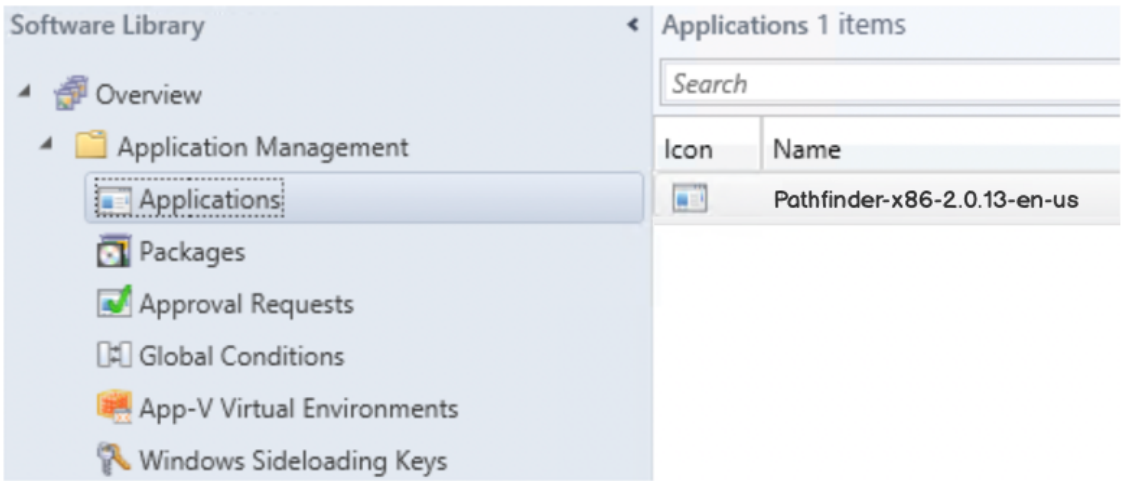 Software Library
Overview
Application Management
Applications
Packages
Approval Requests
Global Conditions
App-V Virtual Environments
Windows Sideloading Keys
Applications 1 items
Search
Icon Name
Pathfinder-x86-2.0.13-en-us